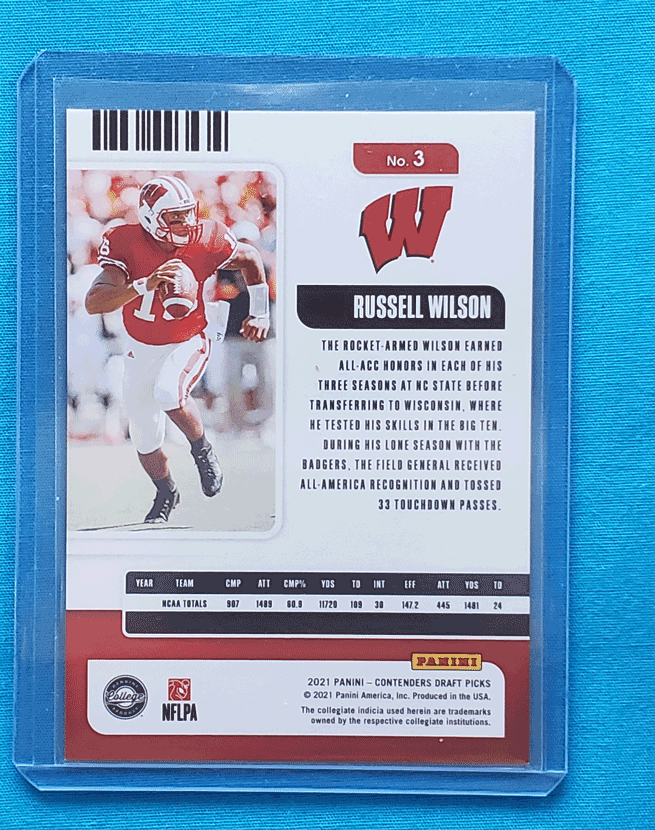 No. 3
W
RUSSELL WILSON
THE ROCKET-ARMED WILSON EARNED
ALL-ACC HONORS IN EACH OF HIS
THREE SEASONS AT NC STATE BEFORE
TRANSFERRING TO WISCONSIN, WHERE
HE TESTED HIS SKILLS IN THE BIG TEN.
DURING HIS LONE SEASON WITH THE
BADGERS, THE FIELD GENERAL RECEIVED
ALL-AMERICA RECOGNITION AND TOSSED
33 TOUCHDOWN PASSES.
YEAR TEAM CMP ATT CMP% YDS TD INT EFF ATT YDS TD
NCAA TOTALS 907 1489 60.9 11720 109 30 147.2 445 1481 24
PANINI
2021 PANINI – CONTENDERS DRAFT PICKS
© 2021 Panini America, Inc. Produced in the USA.
The collegiate indicia used herein are trademarks
owned by the respective collegiate institutions.
College
NFLPA